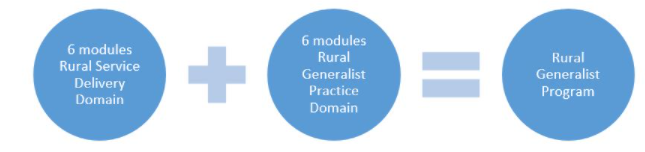 6 modules
Rural Service
Delivery
Domain
6 modules
Rural
Generalist
Practice
Domain
Rural
Generalist
Program